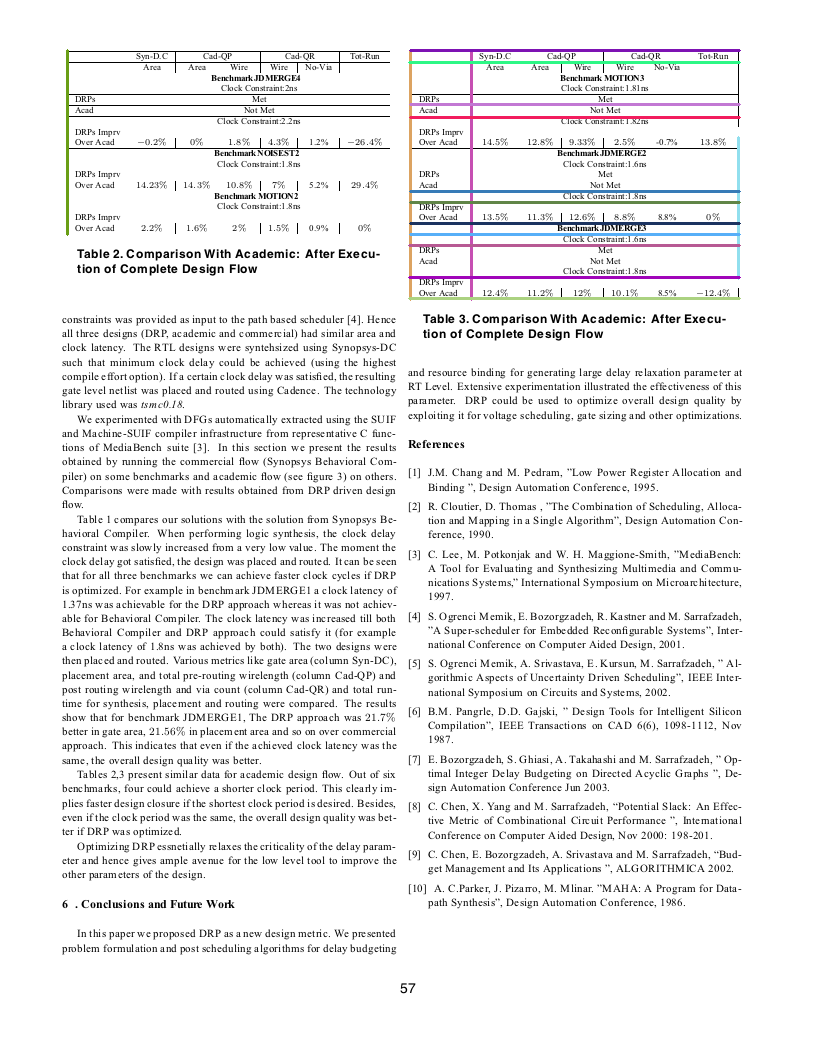 Syn-D.C Cad-QP Cad-QR Tot-Run
Area Area Wire Wire No-Via
Benchmark JDMERGE4
Clock Constraint:2ns
DRPs Met
Acad Not Met
Clock Constraint:2.2ns
DRPs Imprv
Over Acad −0.2% 0% 1.8% 4.3% 1.2% −26.4%
Benchmark NOISEST2
Clock Constraint:1.8ns
DRPs Imprv
Over Acad 14.23% 14.3% 10.8% 7% 5.2% 29.4%
Benchmark MOTION2
Clock Constraint:1.8ns
DRPs Imprv
Over Acad 2.2% 1.6% 2% 1.5% 0.9% 0%
Table 2. Comparison With Academic: After Execu-
tion of Complete Design Flow
constraints was provided as input to the path based scheduler [4]. Hence
all three designs (DRP, academic and commercial) had similar area and
clock latency. The RTL designs were syntehsized using Synopsys-DC
such that minimum clock delay could be achieved (using the highest
compile effort option). If a certain clock delay was satisfied, the resulting
gate level netlist was placed and routed using Cadence. The technology
library used was tsmc0.18.
We experimented with DFGs automatically extracted using the SUIF
and Machine-SUIF compiler infrastructure from representative C func-
tions of MediaBench suite [3]. In this section we present the results
obtained by running the commercial flow (Synopsys Behavioral Com-
piler) on some benchmarks and academic flow (see figure 3) on others.
Comparisons were made with results obtained from DRP driven design
flow.
Table 1 compares our solutions with the solution from Synopsys Be-
havioral Compiler. When performing logic synthesis, the clock delay
constraint was slowly increased from a very low value. The moment the
clock delay got satisfied, the design was placed and routed. It can be seen
that for all three benchmarks we can achieve faster clock cycles if DRP
is optimized. For example in benchmark JDMERGE1 a clock latency of
1.37ns was achievable for the DRP approach whereas it was not achiev-
able for Behavioral Compiler. The clock latency was increased till both
Behavioral Compiler and DRP approach could satisfy it (for example
a clock latency of 1.8ns was achieved by both). The two designs were
then placed and routed. Various metrics like gate area (column Syn-DC),
placement area, and total pre-routing wirelength (column Cad-QP) and
post routing wirelength and via count (column Cad-QR) and total run-
time for synthesis, placement and routing were compared. The results
show that for benchmark JDMERGE1, The DRP approach was 21.7%
better in gate area, 21.56% in placement area and so on over commercial
approach. This indicates that even if the achieved clock latency was the
same, the overall design quality was better.
Tables 2,3 present similar data for academic design flow. Out of six
benchmarks, four could achieve a shorter clock period. This clearly im-
plies faster design closure if the shortest clock period is desired. Besides,
even if the clock period was the same, the overall design quality was bet-
ter if DRP was optimized.
Optimizing DRP essnetially relaxes the criticality of the delay param-
eter and hence gives ample avenue for the low level tool to improve the
other parameters of the design.
6 . Conclusions and Future Work
In this paper we proposed DRP as a new design metric. We presented
problem formulation and post scheduling algorithms for delay budgeting
Syn-D.C Cad-QP Cad-QR Tot-Run
Area Area Wire Wire No-Via
Benchmark MOTION3
Clock Constraint:1.81ns
DRPs Met
Acad Not Met
Clock Constraint:1.82ns
DRPs Imprv
Over Acad 14.5% 12.8% 9.33% 2.5% -0.7% 13.8%
Benchmark JDMERGE2
Clock Constraint:1.6ns
DRPs Met
Acad Not Met
Clock Constraint:1.8ns
DRPs Imprv
Over Acad 13.5% 11.3% 12.6% 8.8% 8.8% 0%
Benchmark JDMERGE3
Clock Constraint:1.6ns
DRPs Met
Acad Not Met
Clock Constraint:1.8ns
DRPs Imprv
Over Acad 12.4% 11.2% 12% 10.1% 8.5% −12.4%
Table 3. Comparison With Academic: After Execu-
tion of Complete Design Flow
and resource binding for generating large delay relaxation parameter at
RT Level. Extensive experimentation illustrated the effectiveness of this
parameter. DRP could be used to optimize overall design quality by
exploiting it for voltage scheduling, gate sizing and other optimizations.
References
[1] J.M. Chang and M. Pedram, ”Low Power Register Allocation and
Binding ”, Design Automation Conference, 1995.
[2] R. Cloutier, D. Thomas , ”The Combination of Scheduling, Alloca-
tion and Mapping in a Single Algorithm”, Design Automation Con-
ference, 1990.
[3] C. Lee, M. Potkonjak and W. H. Maggione-Smith, ”MediaBench:
A Tool for Evaluating and Synthesizing Multimedia and Commu-
nications Systems,” International Symposium on Microarchitecture,
1997.
[4] S. Ogrenci Memik, E. Bozorgzadeh, R. Kastner and M. Sarrafzadeh,
”A Super-scheduler for Embedded Reconfigurable Systems”, Inter-
national Conference on Computer Aided Design, 2001.
[5] S. Ogrenci Memik, A. Srivastava, E. Kursun, M. Sarrafzadeh, ” Al-
gorithmic Aspects of Uncertainty Driven Scheduling”, IEEE Inter-
national Symposium on Circuits and Systems, 2002.
[6] B.M. Pangrle, D.D. Gajski, ” Design Tools for Intelligent Silicon
Compilation”, IEEE Transactions on CAD 6(6), 1098-1112, Nov
1987.
[7] E. Bozorgzadeh, S. Ghiasi, A. Takahashi and M. Sarrafzadeh, ” Op-
timal Integer Delay Budgeting on Directed Acyclic Graphs ”, De-
sign Automation Conference Jun 2003.
[8] C. Chen, X. Yang and M. Sarrafzadeh, “Potential Slack: An Effec-
tive Metric of Combinational Circuit Performance ”, International
Conference on Computer Aided Design, Nov 2000: 198-201.
[9] C. Chen, E. Bozorgzadeh, A. Srivastava and M. Sarrafzadeh, “Bud-
get Management and Its Applications ”, ALGORITHMICA 2002.
[10] A. C.Parker, J. Pizarro, M. Mlinar. ”MAHA: A Program for Data-
path Synthesis”, Design Automation Conference, 1986.
57